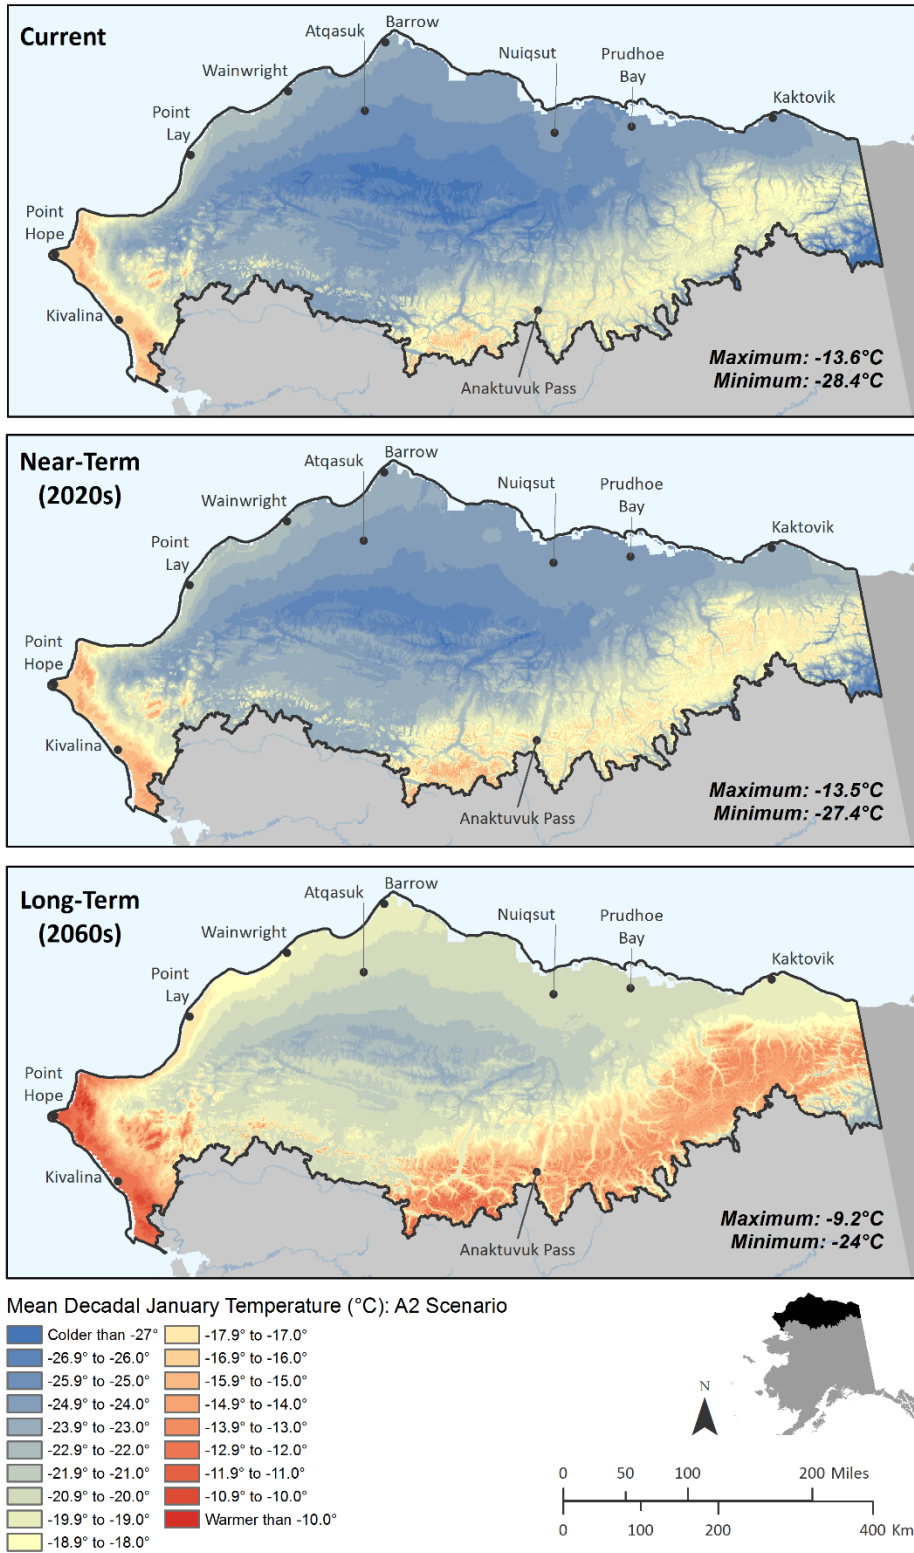 Current
Barrow
Atqasuk
Nuiqsut
Prudhoe
Bay
Wainwright
Kaktovik
Point
Lay
Point
Hope
Kivalina
Anaktuvuk Pass
Maximum: -13.6°C
Minimum: -28.4°C
Near-Term
(2020s)
Barrow
Atqasuk
Nuiqsut
Prudhoe
Bay
Wainwright
Kaktovik
Point
Lay
Point
Hope
Kivalina
Anaktuvuk Pass
Maximum: -13.5°C
Minimum: -27.4°C
Long-Term
(2060s)
Barrow
Atqasuk
Nuiqsut
Prudhoe
Bay
Wainwright
Kaktovik
Point
Lay
Point
Hope
Kivalina
Anaktuvuk Pass
Maximum: -9.2°C
Minimum: -24°C
Mean Decadal January Temperature (°C): A2 Scenario
Colder than -27°
-26.9° to -26.0°
-25.9° to -25.0°
-24.9° to -24.0°
-23.9° to -23.0°
-22.9° to -22.0°
-21.9° to -21.0°
-20.9° to -20.0°
-19.9° to -19.0°
-18.9° to -18.0°
-17.9° to -17.0°
-16.9° to -16.0°
-15.9° to -15.0°
-14.9° to -14.0°
-13.9° to -13.0°
-12.9° to -12.0°
-11.9° to -11.0°
-10.9° to -10.0°
Warmer than -10.0°
N
0 50 100 200 Miles
0 100 200 400 Km